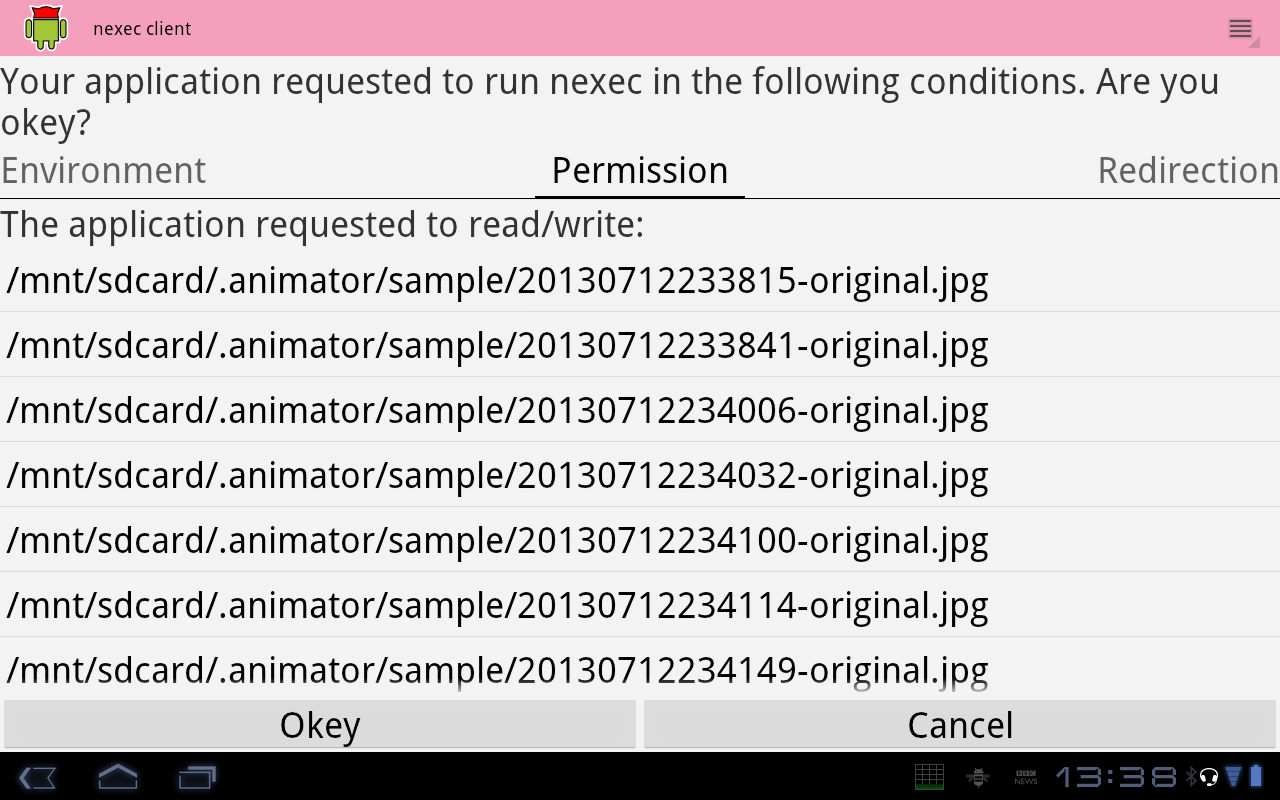 nexec client
Your application requested to run nexec in the following conditions. Are you
okey?
Environment
Permission
Redirection
The application requested to read/write:
/mnt/sdcard/.animator/sample/20130712233815-original.jpg
/mnt/sdcard/.animator/sample/20130712233841-original.jpg
/mnt/sdcard/.animator/sample/20130712234006-original.jpg
/mnt/sdcard/.animator/sample/20130712234032-original.jpg
/mnt/sdcard/.animator/sample/20130712234100-original.jpg
/mnt/sdcard/.animator/sample/20130712234114-original.jpg
/mnt/sdcard/.animator/sample/20130712234149-original.jpg
Okey
Cancel
BBC
NEWS
13:38